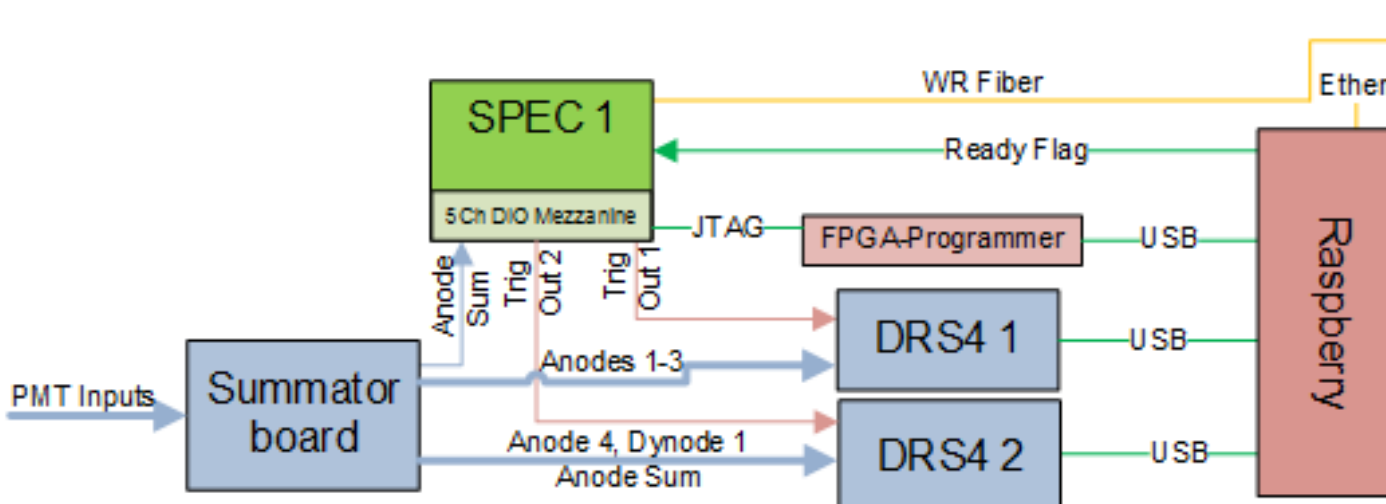 WR Fiber
Ether
SPEC 1
Ready Flag
5 Ch DIO Mezzanine
JTAG
FPGA-Programmer
USB
Raspberry
Anode
Sum
Trig
Out 2
Trig
Out 1
DRS4 1
USB
Anodes 1-3
PMT Inputs
Summator
board
Anode 4, Dynode 1
Anode Sum
DRS4 2
USB